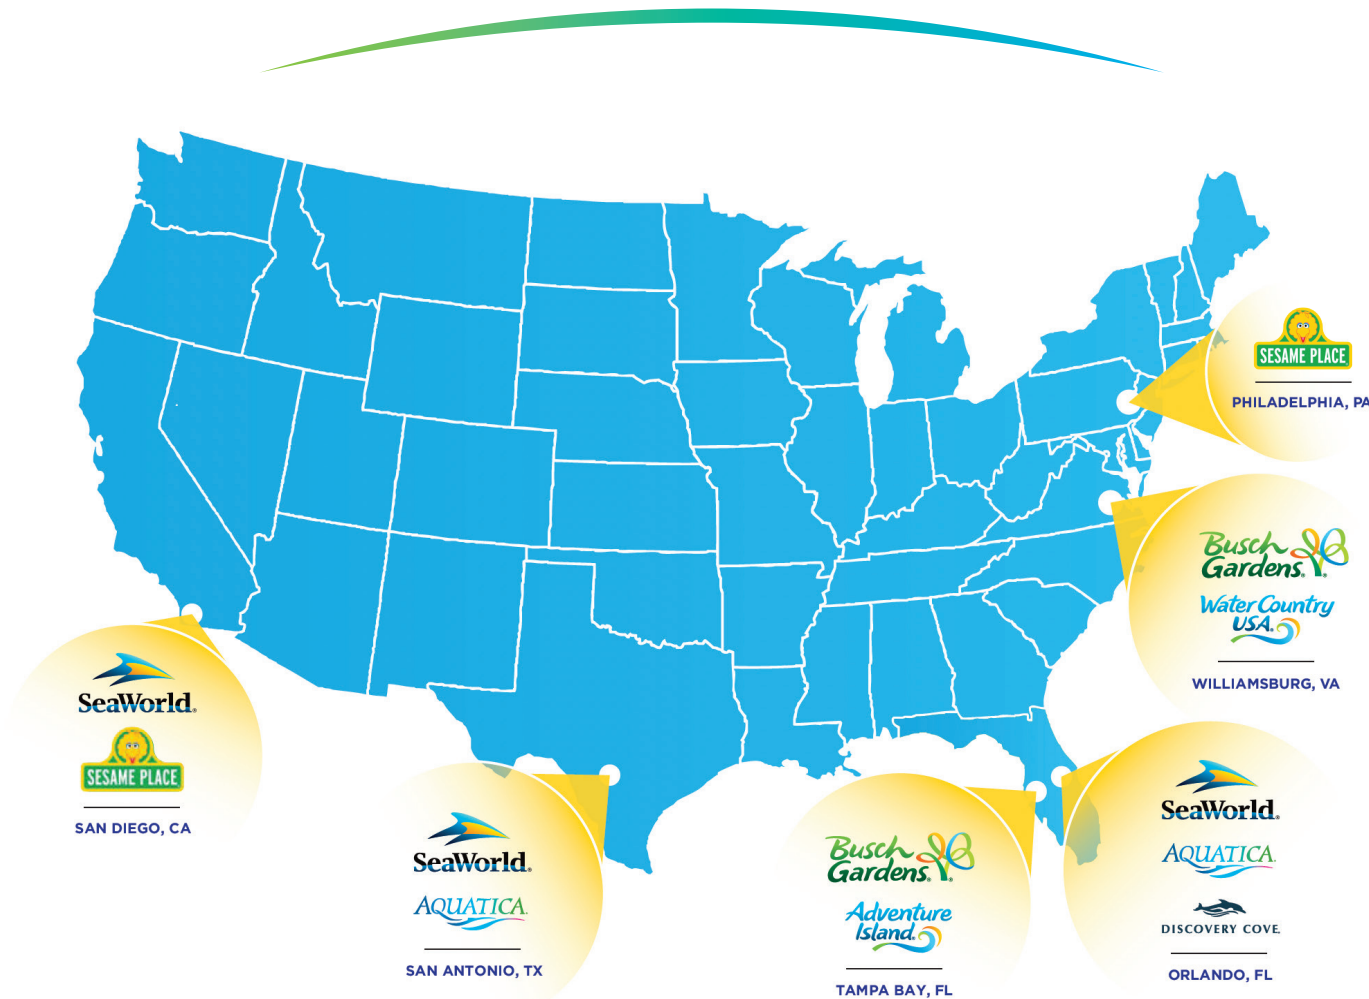 SESAME PLACE
PHILADELPHIA, PA
Busch
Gardens®
Water Country
USA®
WILLIAMSBURG, VA
SeaWorld®
SESAME PLACE
SAN DIEGO, CA
SeaWorld®
AQUATICA
SAN ANTONIO, TX
Busch
Gardens®
Adventure
Island®
TAMPA BAY, FL
SeaWorld®
AQUATICA
DISCOVERY COVE
ORLANDO, FL